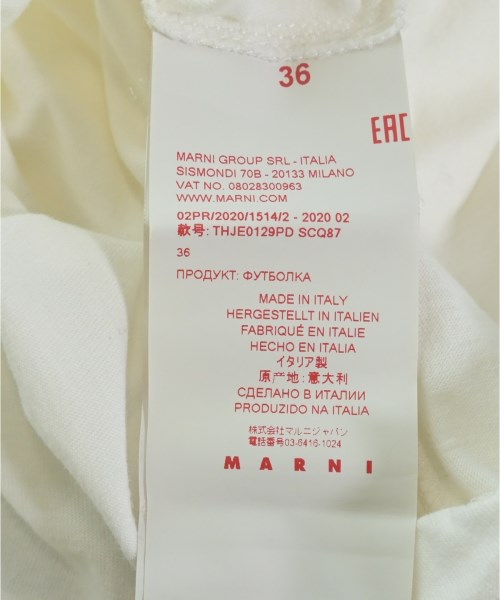 36
EAC
MARNI GROUP SRL - ITALIA
SISMONDI 70B - 20133 MILANO
VAT NO. 08028300963
WWW.MARNI.COM
02PR/2020/1514/2 - 2020 02
款号: THJE0129PD SCQ87
36
ПРОДУКТ: ФУТБОЛКА
MADE IN ITALY
HERGESTELLT IN ITALIEN
FABRIQUÉ EN ITALIE
HECHO EN ITALIA
イタリア製
原产地: 意大利
СДЕЛАНО В ИТАЛИИ
PRODUZIDO NA ITALIA
株式会社マルニジャパン
電話番号03-6416-1024
MARNI